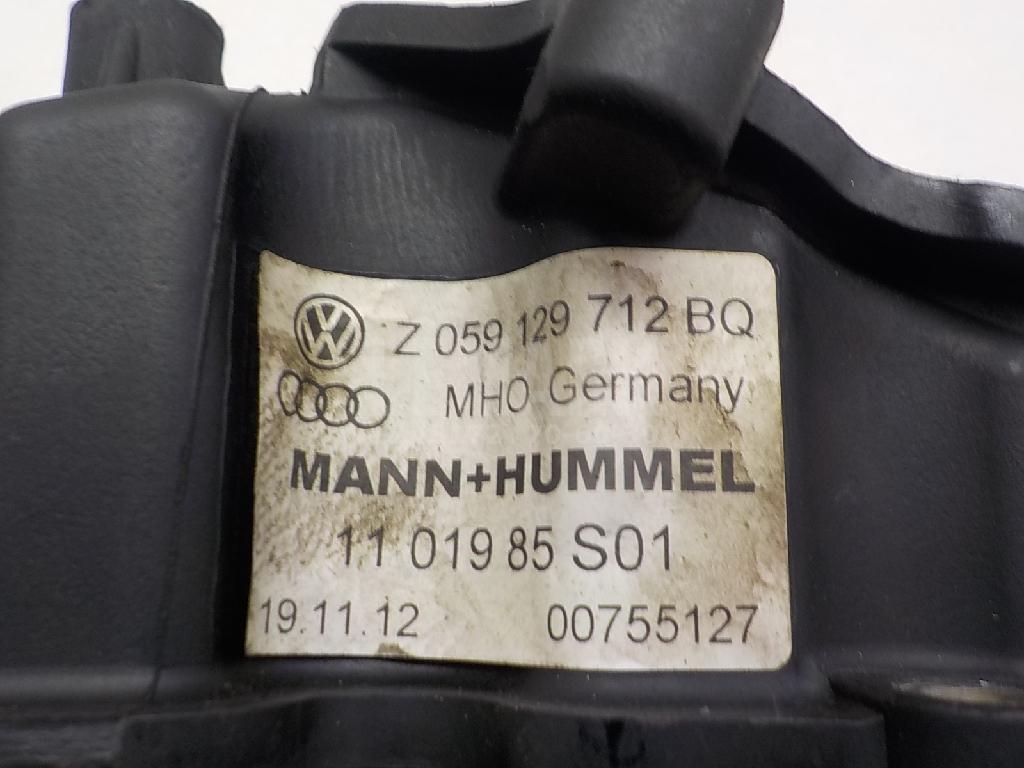 Z 059 129 712 BQ
MHO Germany
MANN+HUMMEL
11 019 85 S01
19.11.12 00755127